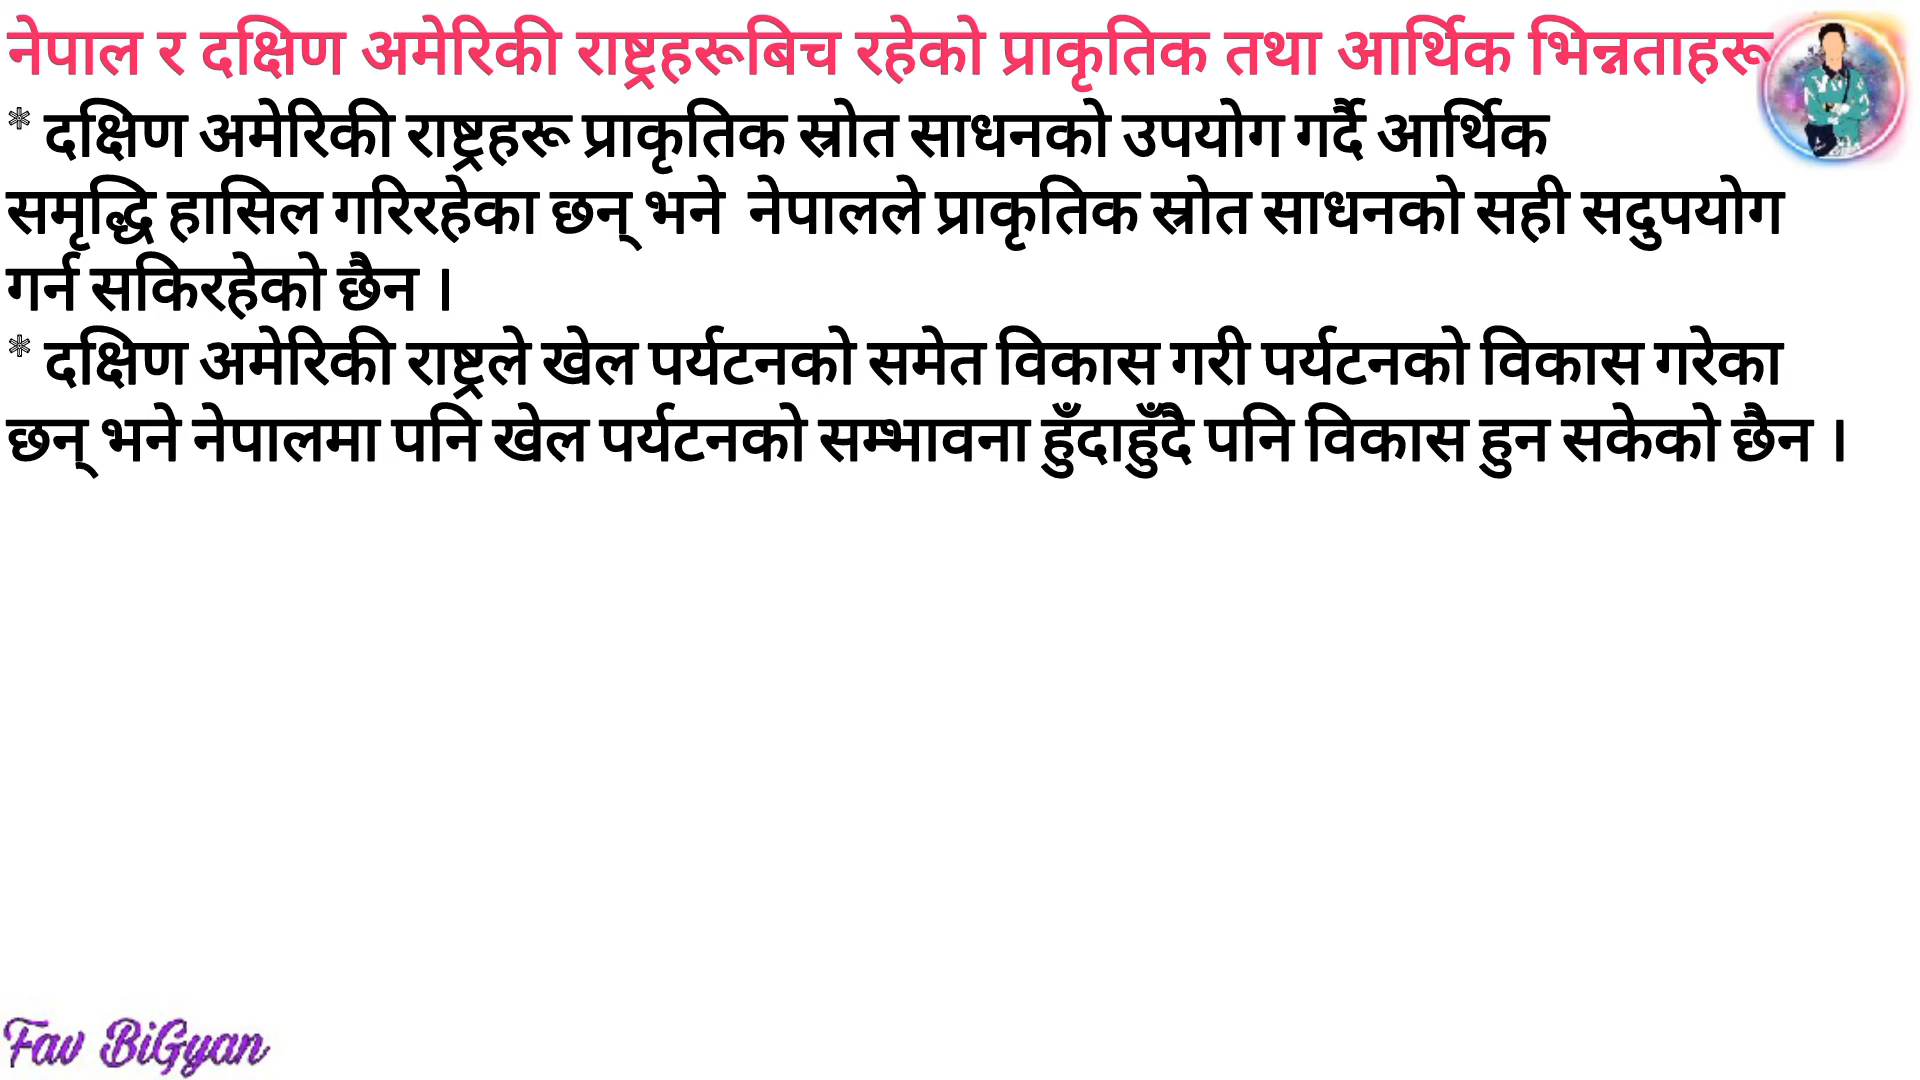 नेपाल र दक्षिण अमेरिकी राष्ट्रहरूबिच रहेको प्राकृतिक तथा आर्थिक भिन्नताहरू
* दक्षिण अमेरिकी राष्ट्रहरू प्राकृतिक स्रोत साधनको उपयोग गर्दै आर्थिक
समृद्धि हासिल गरिरहेका छन् भने नेपालले प्राकृतिक स्रोत साधनको सही सदुपयोग
गर्न सकिरहेको छैन ।
* दक्षिण अमेरिकी राष्ट्रले खेल पर्यटनको समेत विकास गरी पर्यटनको विकास गरेका
छन् भने नेपालमा पनि खेल पर्यटनको सम्भावना हुँदाहुँदै पनि विकास हुन सकेको छैन ।
Fav BiGyan